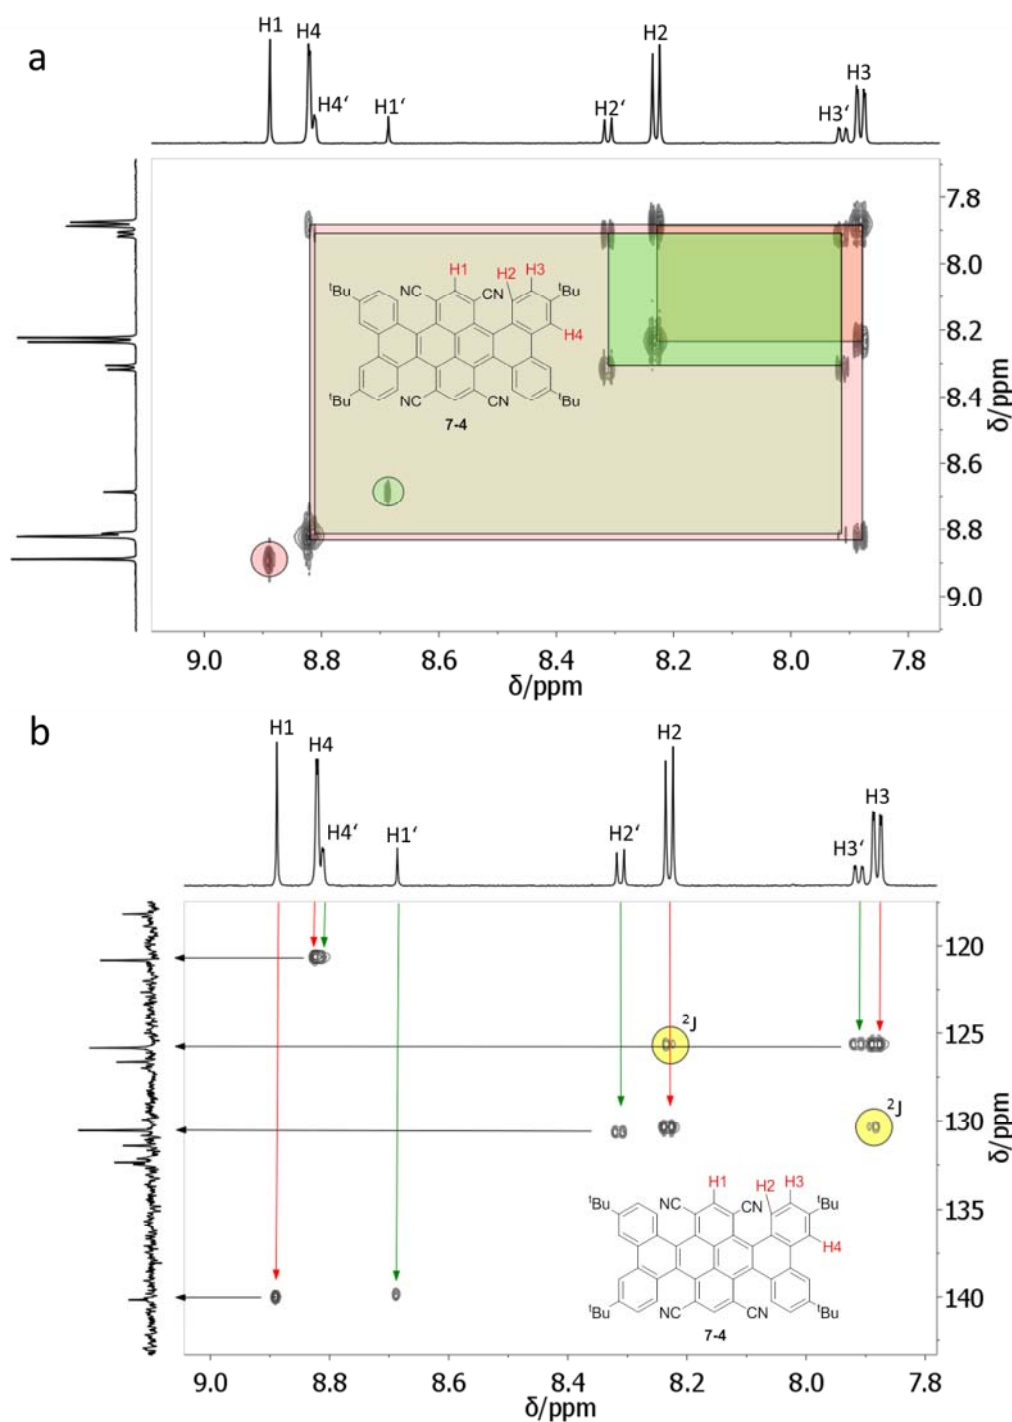 a
H1 H4 H4‘ H1‘ H2‘ H2 H3‘ H3
7.8
8.0
8.2
8.4
8.6
8.8
9.0
δ/ppm
H1 H2 H3
ᵗBu CN CN ᵗBu
H4
ᵗBu CN CN ᵗBu
7-4
9.0 8.8 8.6 8.4 8.2 8.0 7.8
δ/ppm
b
H1 H4 H4‘ H1‘ H2‘ H2 H3‘ H3
120
125
130
135
140
δ/ppm
²J
²J
H1 H2 H3
ᵗBu NC CN ᵗBu
H4
ᵗBu NC CN ᵗBu
7-4
9.0 8.8 8.6 8.4 8.2 8.0 7.8
δ/ppm